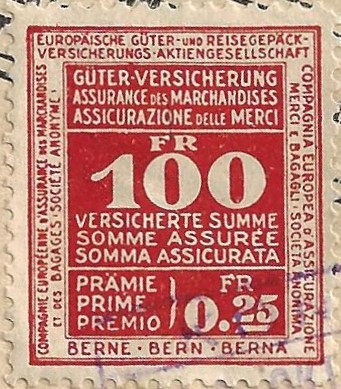 EUROPÄISCHE GÜTER-UND REISEGEPÄCK-
VERSICHERUNGS-AKTIENGESELLSCHAFT
COMPAGNIE EUROPÉENNE D'ASSURANCE DES MARCHANDISES
ET DES BAGAGES (SOCIÉTÉ ANONYME)
COMPAGNIA EUROPEA D'ASSICURAZIONE
MERCI E BAGAGLI · SOCIETÀ ANONIMA
GÜTER-VERSICHERUNG
ASSURANCE DES MARCHANDISES
ASSICURAZIONE DELLE MERCI
FR
100
VERSICHERTE SUMME
SOMME ASSURÉE
SOMMA ASSICURATA
PRÄMIE
PRIME
PREMIO
FR
0.25
BERNE · BERN · BERNA